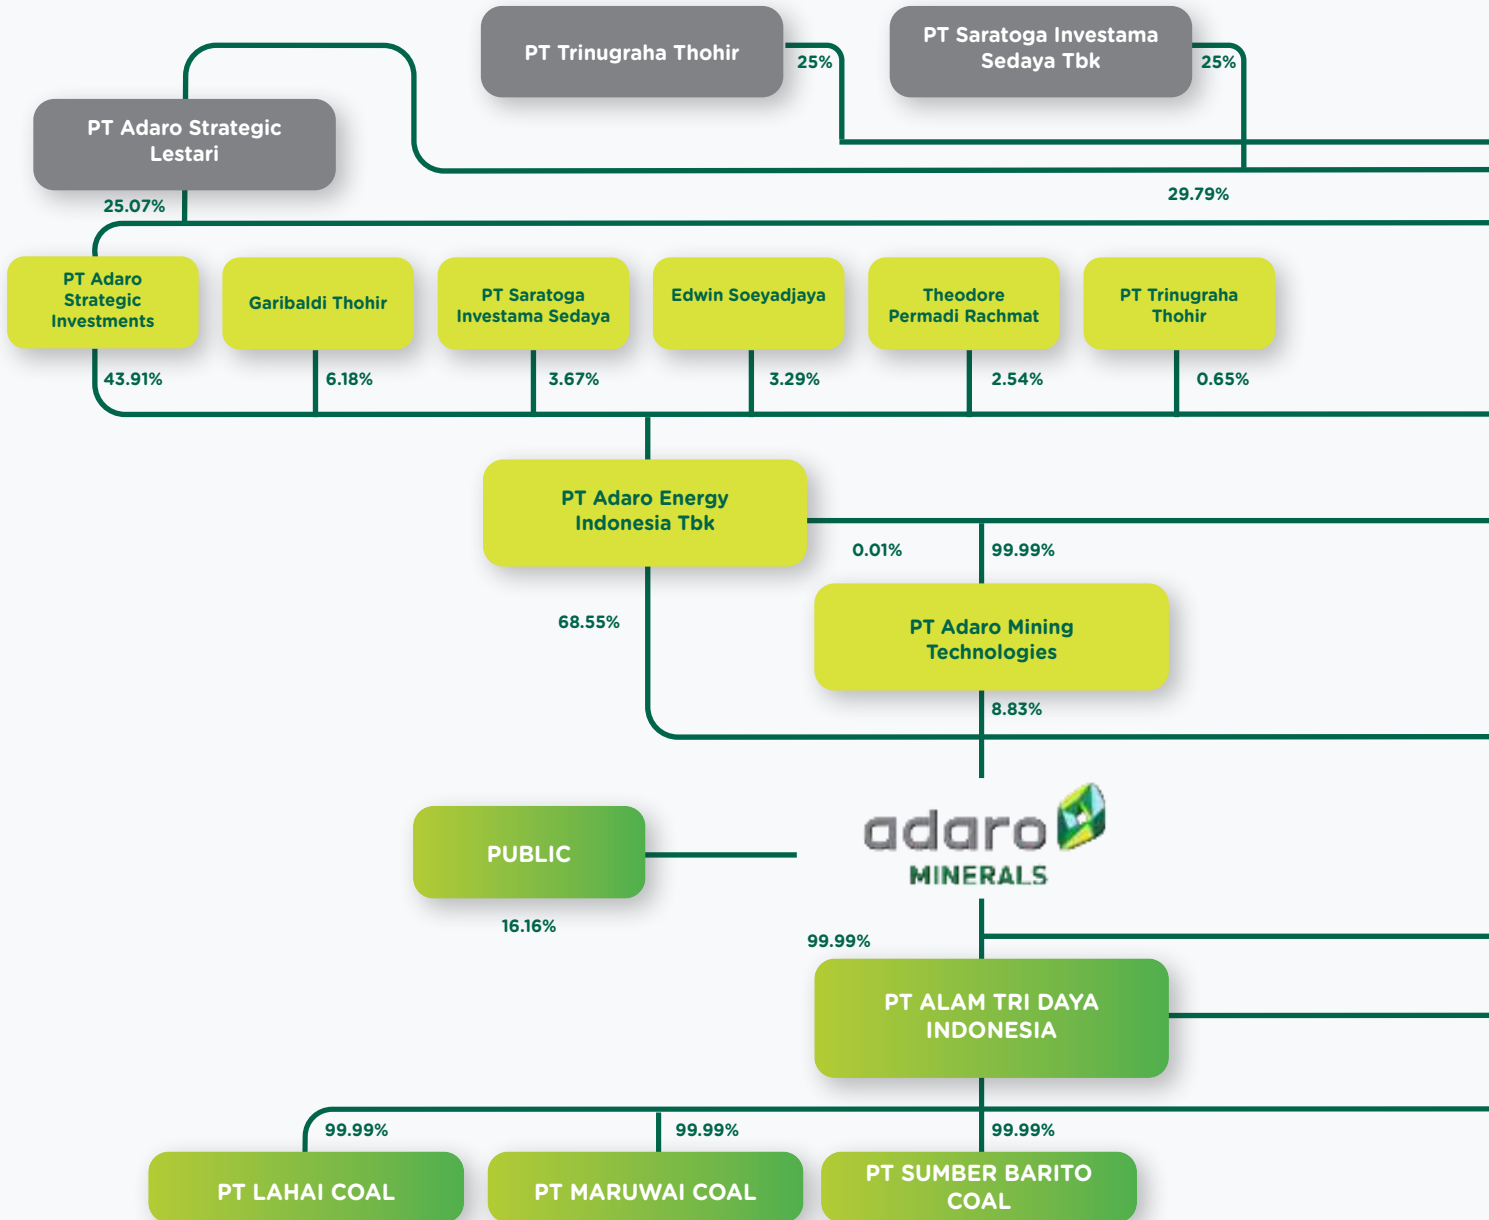 PT Trinugraha Thohir
25%
PT Saratoga Investama
Sedaya Tbk
25%
PT Adaro Strategic
Lestari
25.07%
29.79%
PT Adaro
Strategic
Investments
Garibaldi Thohir
PT Saratoga
Investama Sedaya
Edwin Soeyadjaya
Theodore
Permadi Rachmat
PT Trinugraha
Thohir
43.91%
6.18%
3.67%
3.29%
2.54%
0.65%
PT Adaro Energy
Indonesia Tbk
0.01%
99.99%
68.55%
PT Adaro Mining
Technologies
8.83%
PUBLIC
16.16%
adaro
MINERALS
99.99%
PT ALAM TRI DAYA
INDONESIA
99.99%
99.99%
99.99%
PT LAHAI COAL
PT MARUWAI COAL
PT SUMBER BARITO
COAL